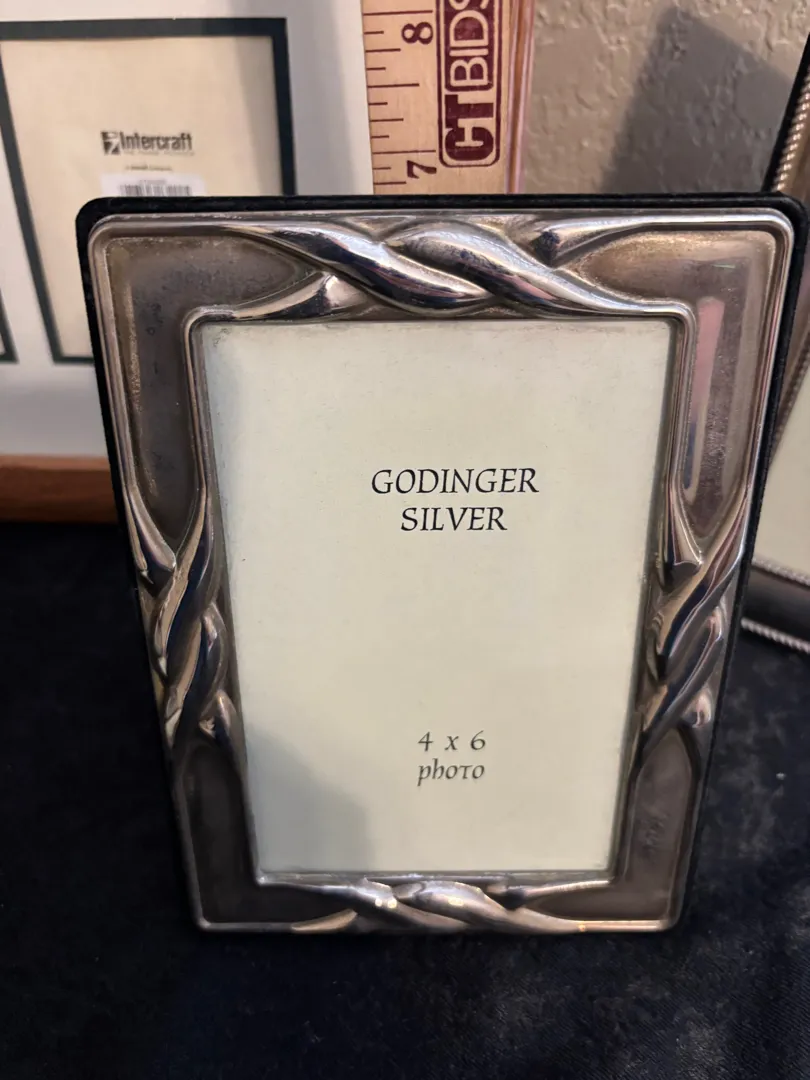 8
7
CTBIDS
Intercraft
GODINGER
SILVER
4 x 6
photo